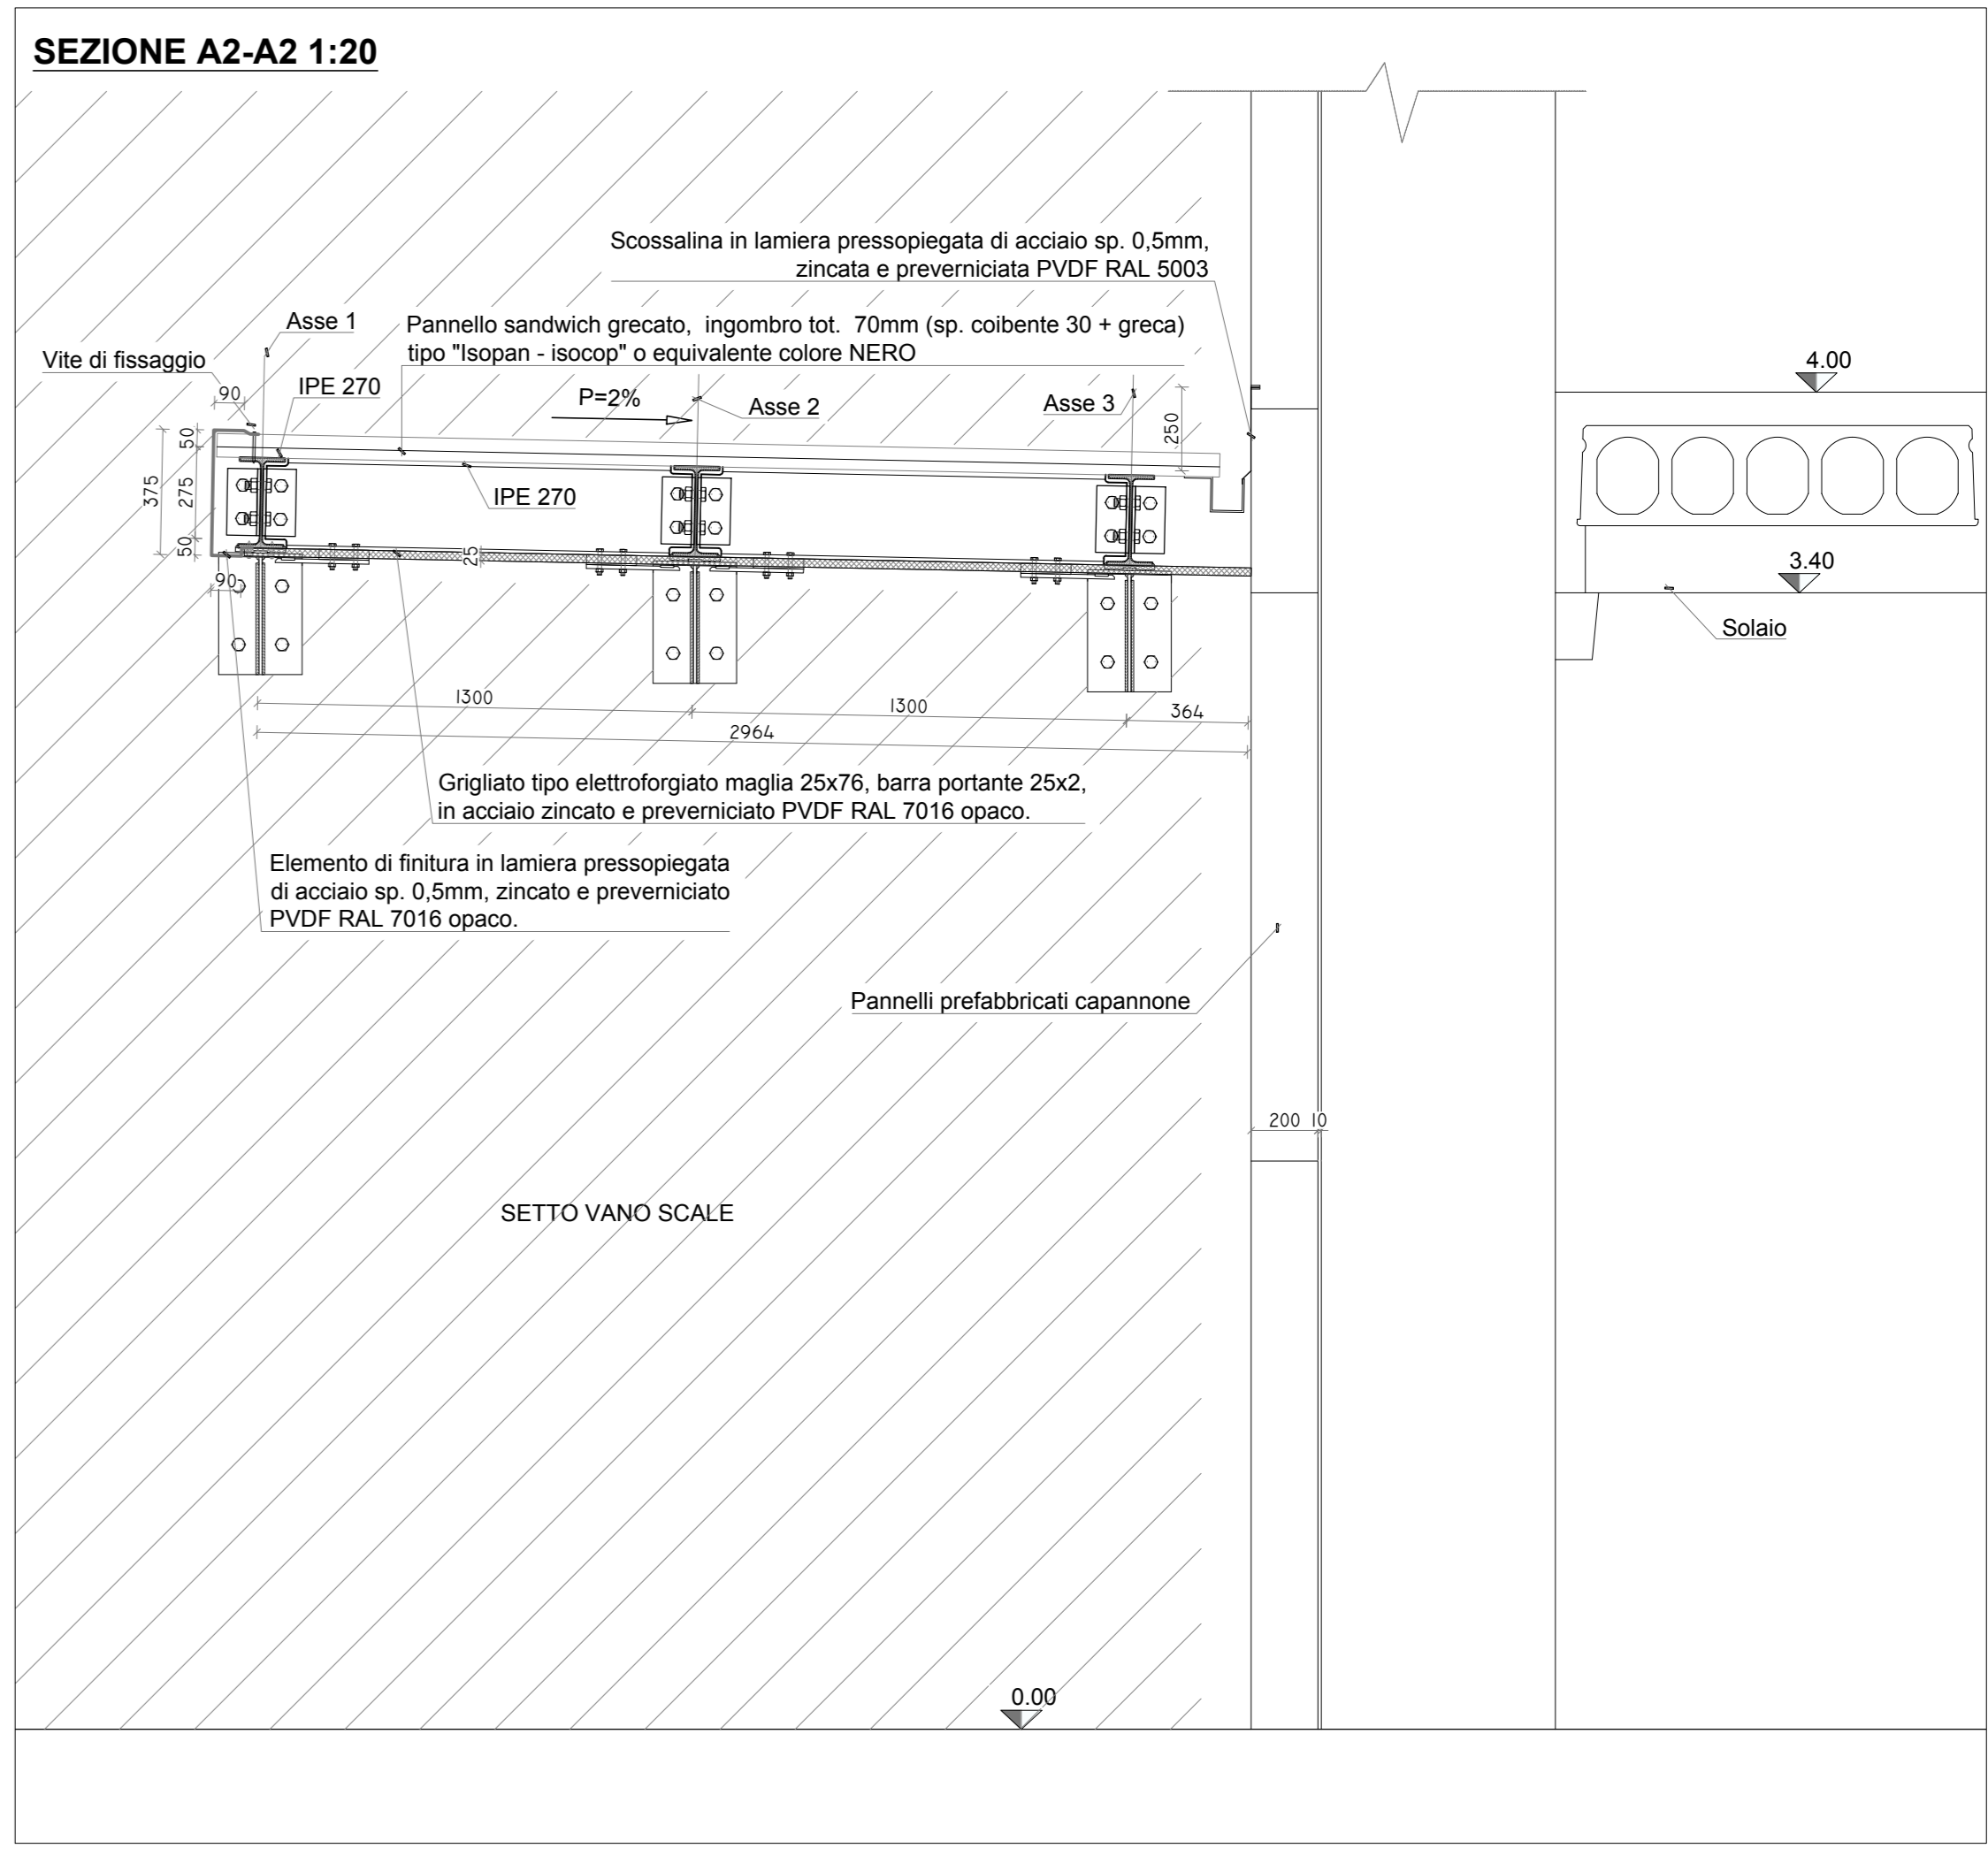 SEZIONE A2-A2 1:20
Scossalina in lamiera pressopiegata di acciaio sp. 0,5mm,
zincata e preverniciata PVDF RAL 5003
Asse 1
Pannello sandwich grecato, ingombro tot. 70mm (sp. coibente 30 + greca)
tipo "Isopan - isocop" o equivalente colore NERO
Vite di fissaggio
IPE 270
90
P=2%
Asse 2
Asse 3
250
4.00
50
375
275
50
IPE 270
25
90
3.40
Solaio
1300
1300
364
2964
Grigliato tipo elettroforgiato maglia 25x76, barra portante 25x2,
in acciaio zincato e preverniciato PVDF RAL 7016 opaco.
Elemento di finitura in lamiera pressopiegata
di acciaio sp. 0,5mm, zincato e preverniciato
PVDF RAL 7016 opaco.
Pannelli prefabbricati capannone
200 10
SETTO VANO SCALE
0.00